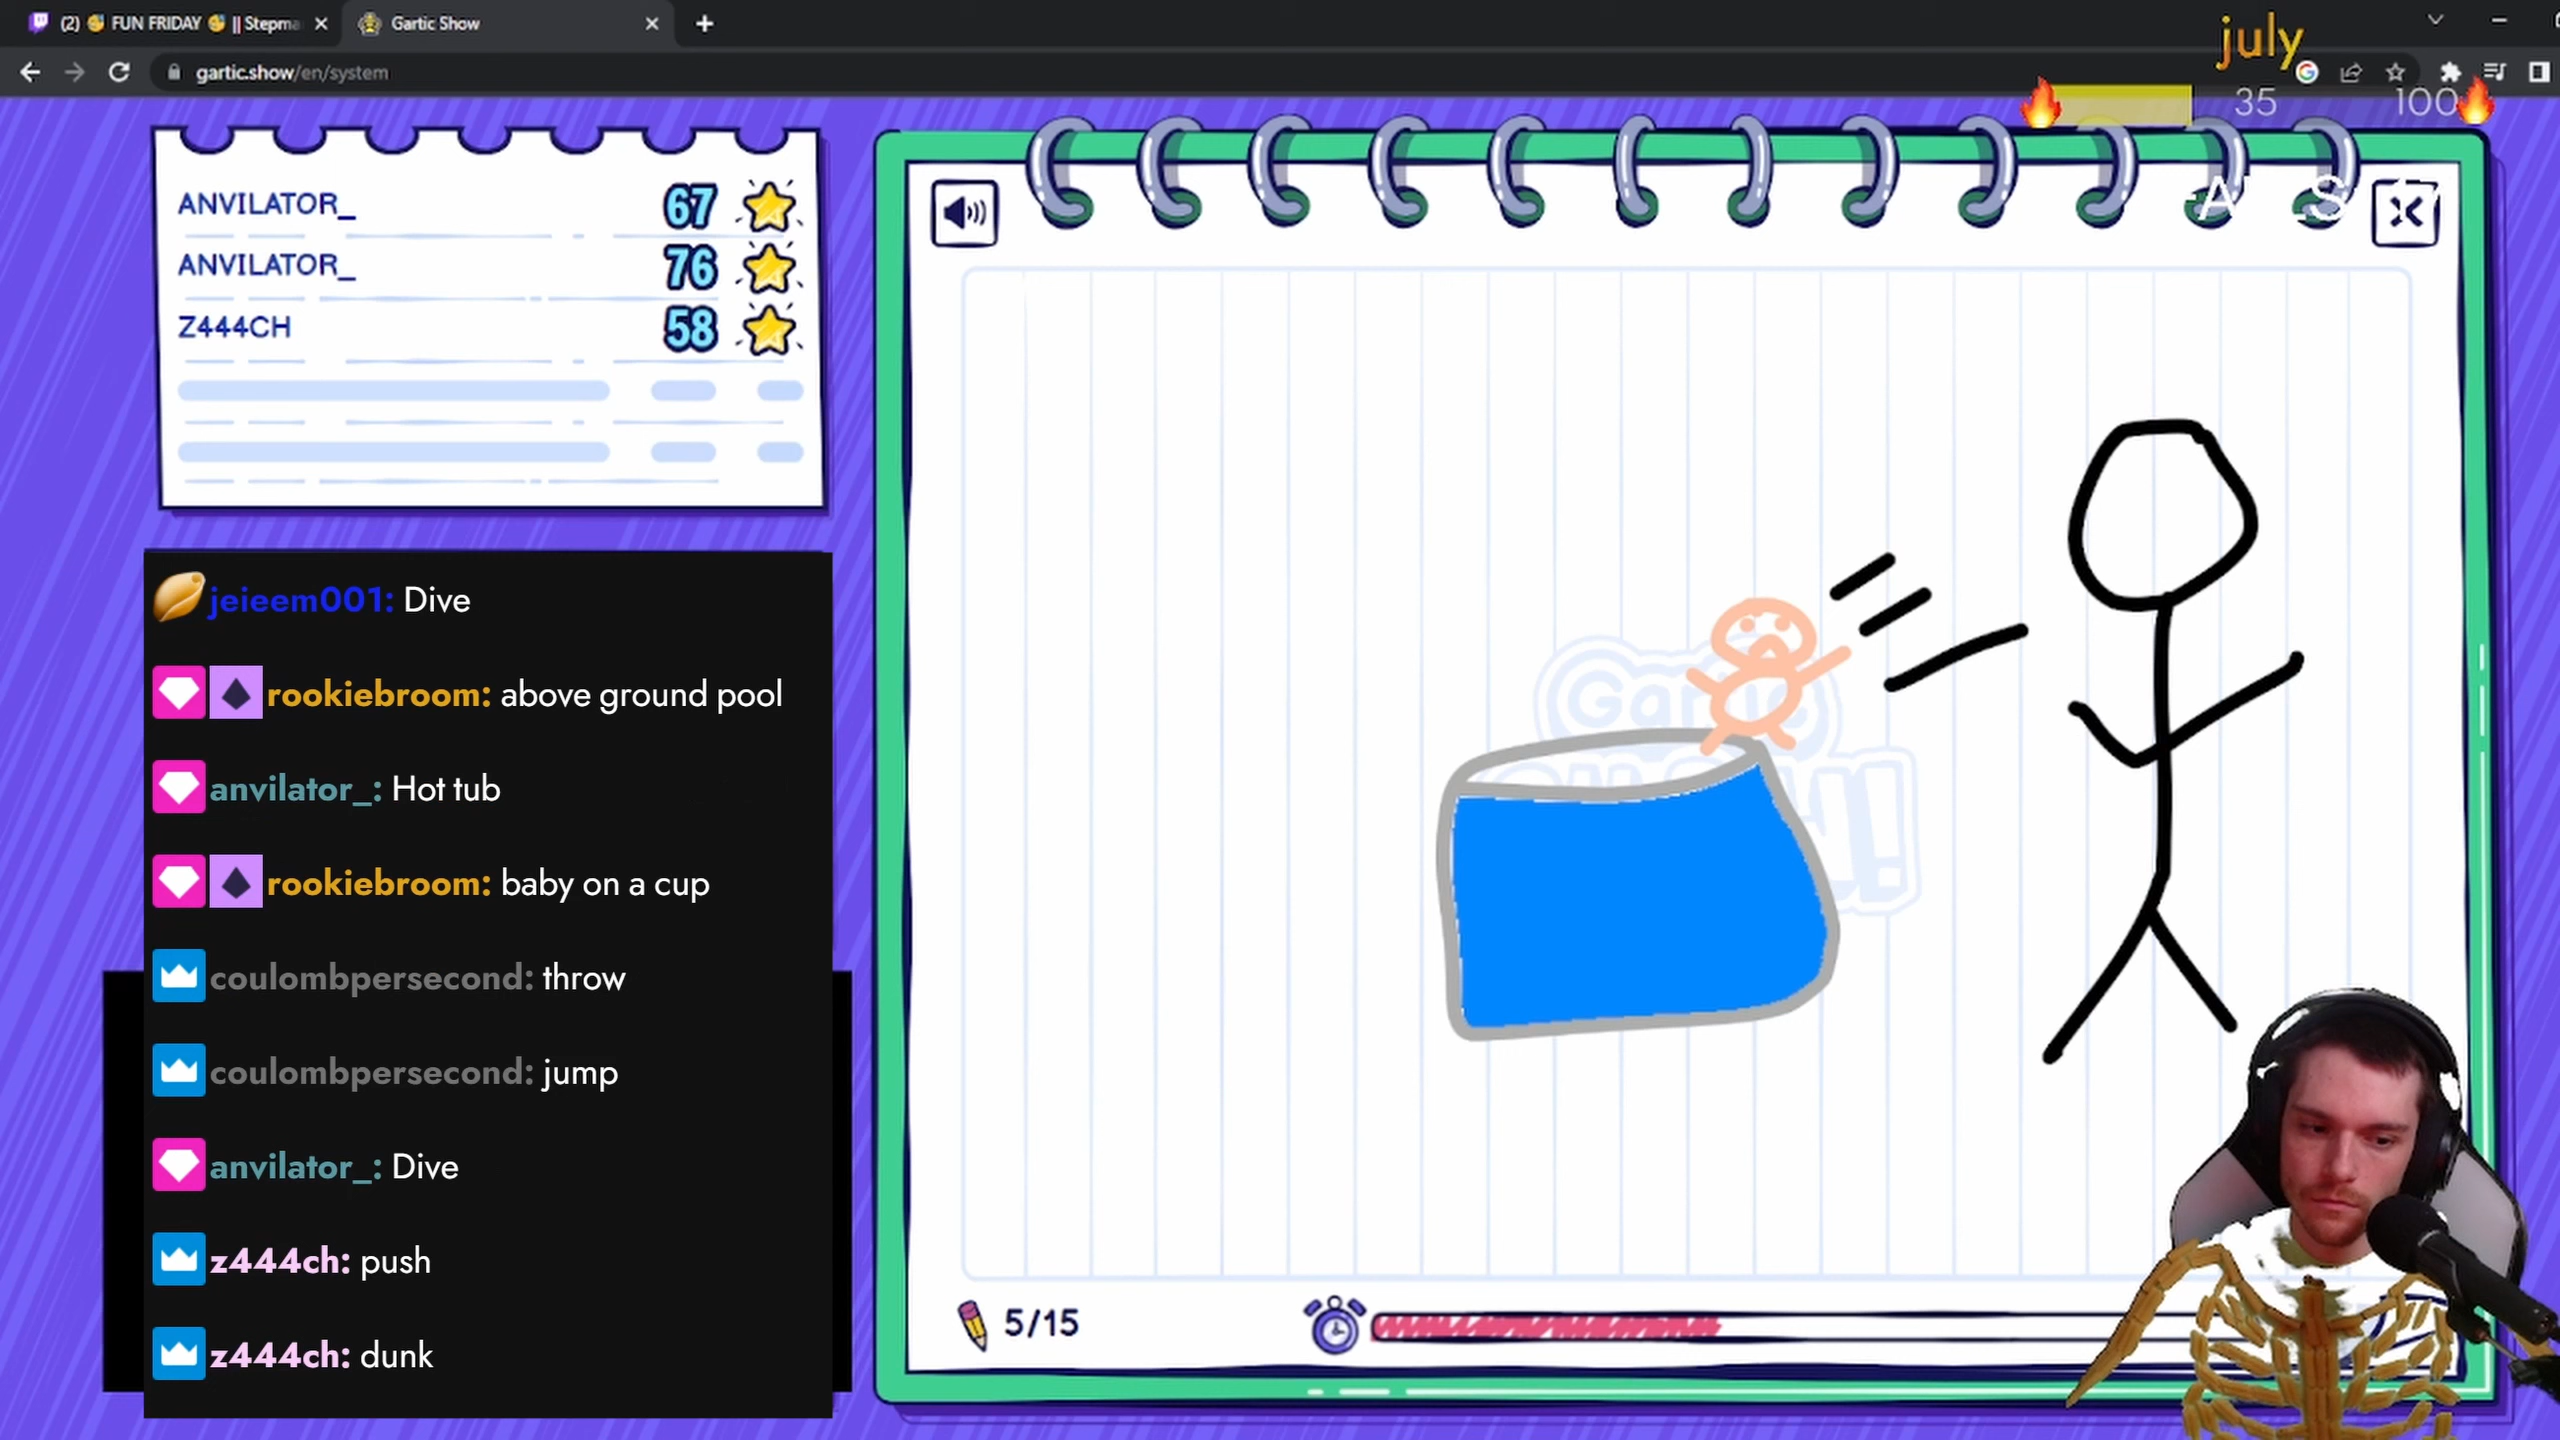 (2) 😴 FUN FRIDAY 😴 || Stepma
Gartic Show
gartic.show/en/system
july
35
100
ANVILATOR_ 67
ANVILATOR_ 76
Z444CH 58
jeieem001: Dive
rookiebroom: above ground pool
anvilator_: Hot tub
rookiebroom: baby on a cup
coulombpersecond: throw
coulombpersecond: jump
anvilator_: Dive
z444ch: push
z444ch: dunk
Gartic
5/15